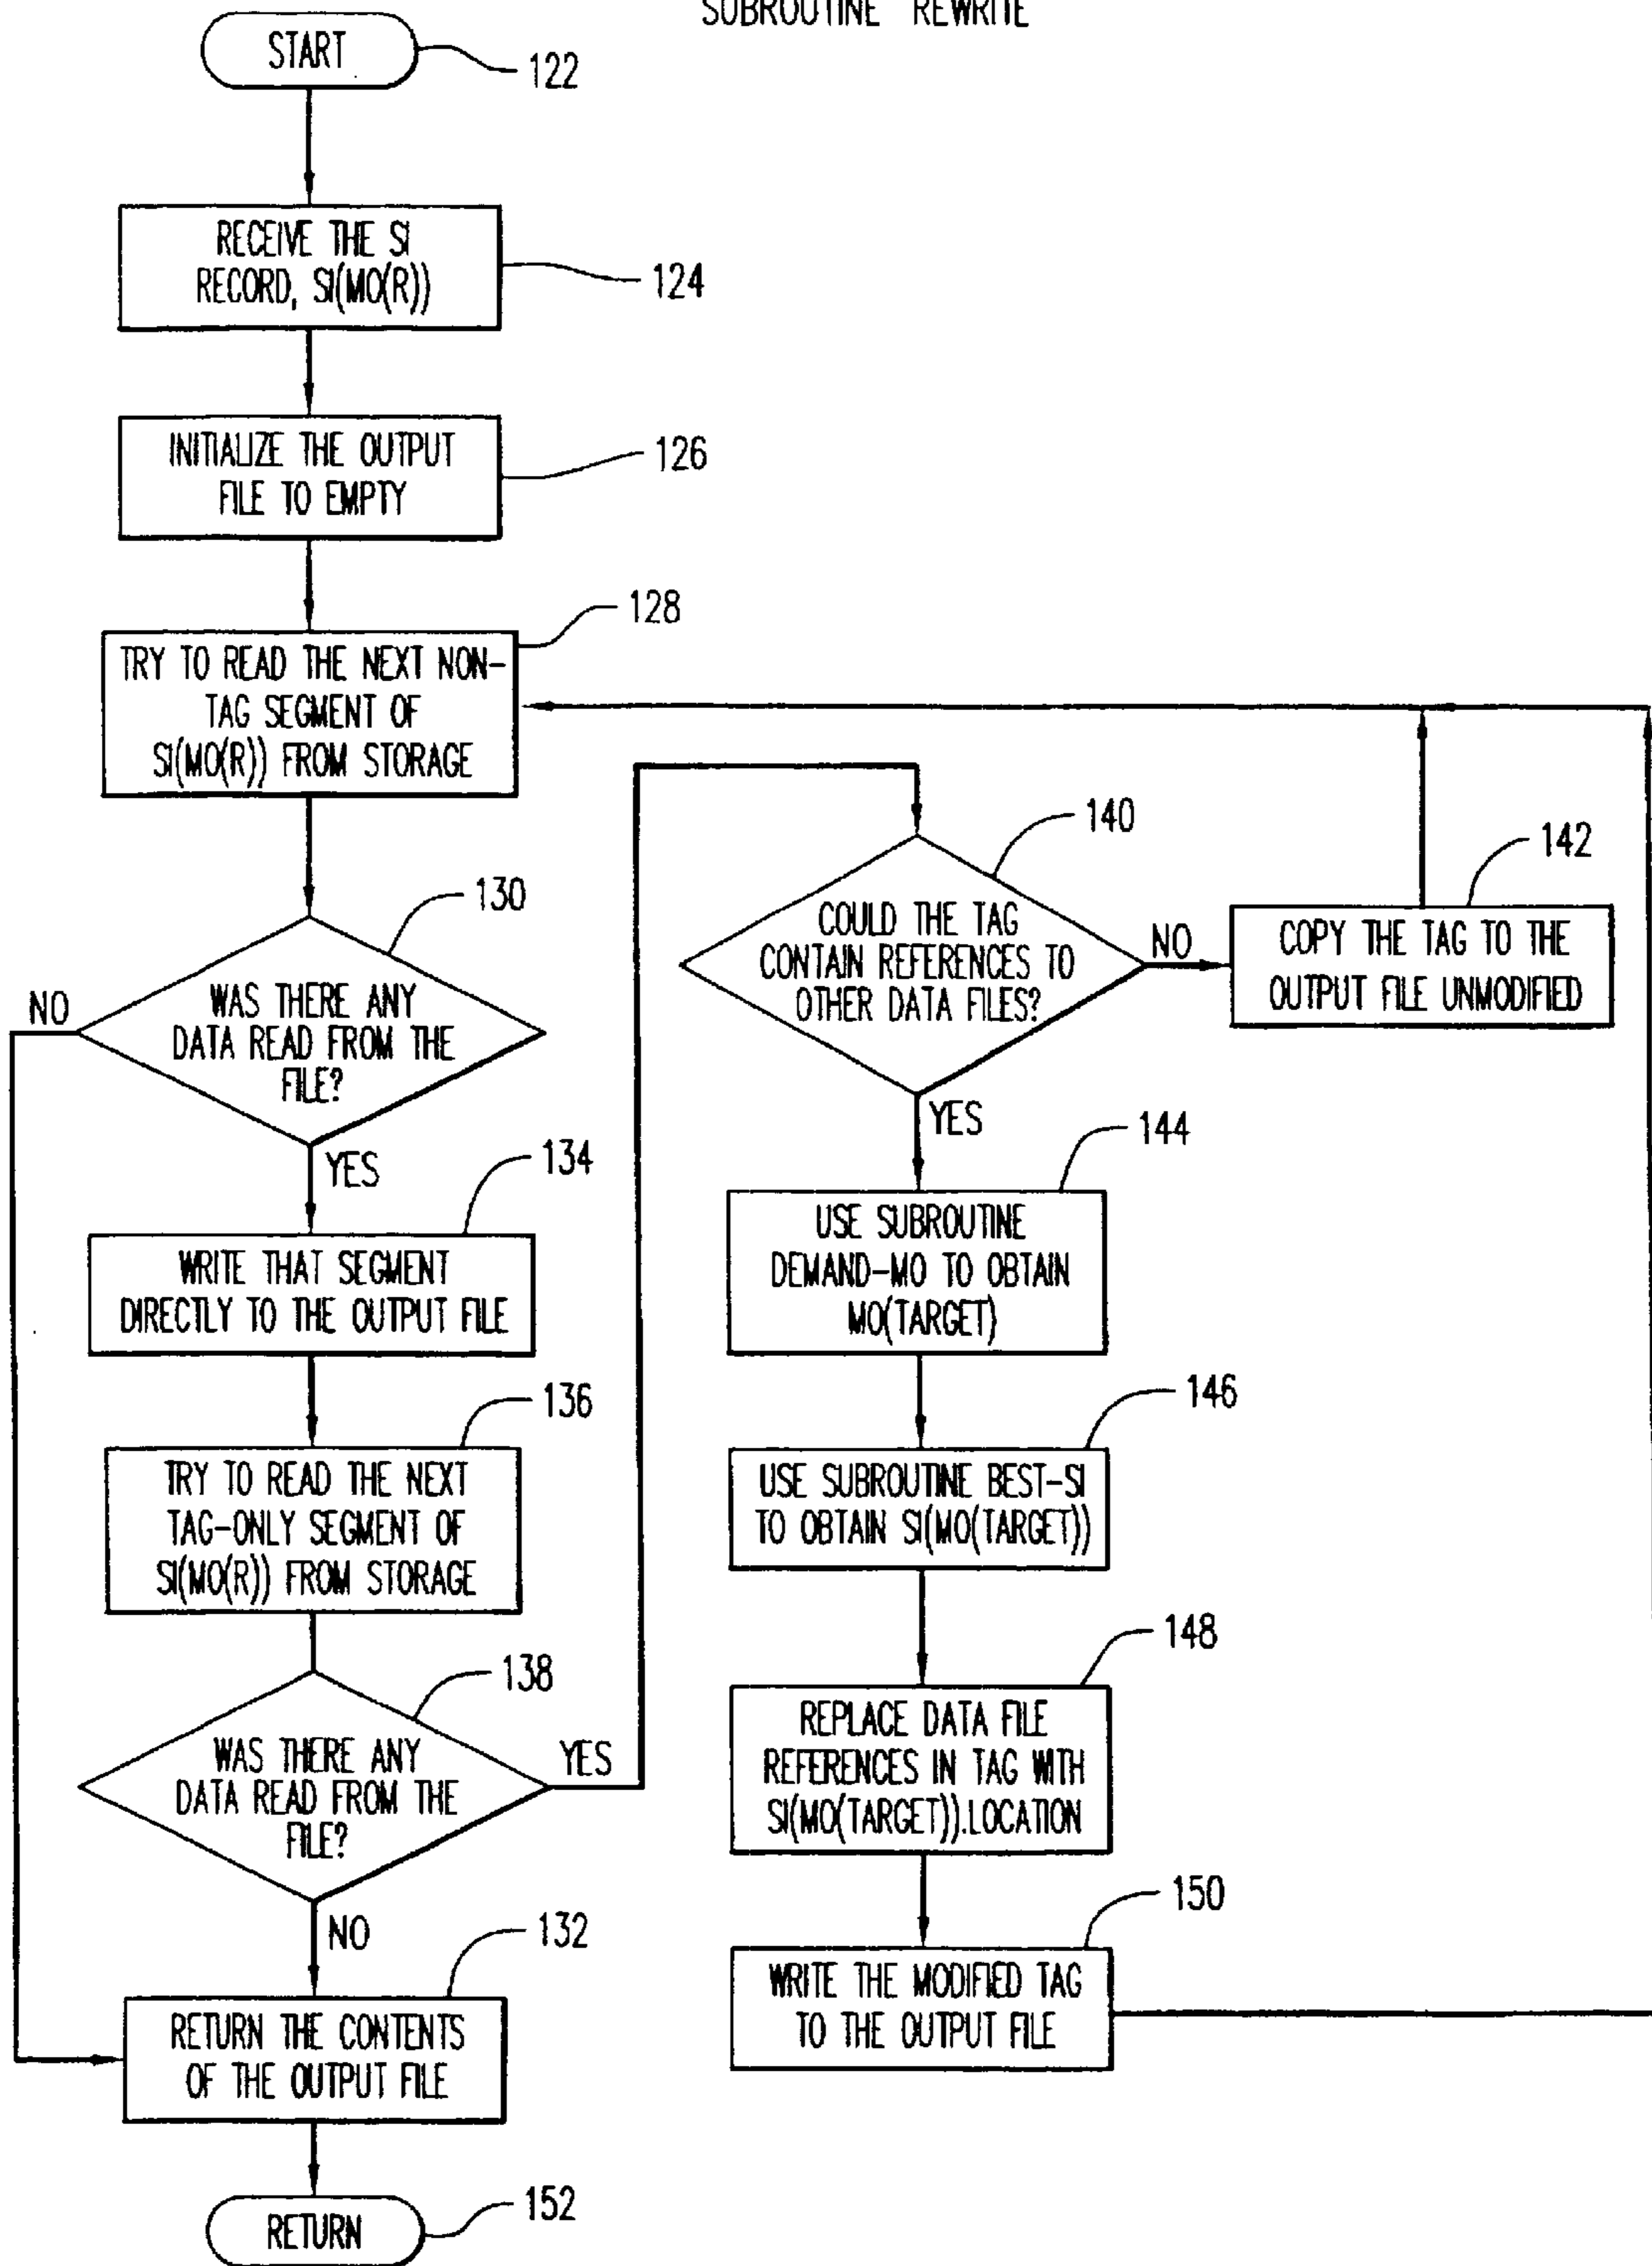 SUBROUTINE REWRITE
START
122
RECEIVE THE SI
RECORD, SI(MO(R))
124
INITIALIZE THE OUTPUT
FILE TO EMPTY
126
128
TRY TO READ THE NEXT NON-
TAG SEGMENT OF
SI(MO(R)) FROM STORAGE
130
WAS THERE ANY
DATA READ FROM THE
FILE?
NO
YES
134
WRITE THAT SEGMENT
DIRECTLY TO THE OUTPUT FILE
136
TRY TO READ THE NEXT
TAG-ONLY SEGMENT OF
SI(MO(R)) FROM STORAGE
138
WAS THERE ANY
DATA READ FROM THE
FILE?
YES
NO
132
RETURN THE CONTENTS
OF THE OUTPUT FILE
RETURN
152
140
COULD THE TAG
CONTAIN REFERENCES TO
OTHER DATA FILES?
NO
142
COPY THE TAG TO THE
OUTPUT FILE UNMODIFIED
YES
144
USE SUBROUTINE
DEMAND-MO TO OBTAIN
MO(TARGET)
146
USE SUBROUTINE BEST-SI
TO OBTAIN SI(MO(TARGET))
148
REPLACE DATA FILE
REFERENCES IN TAG WITH
SI(MO(TARGET)).LOCATION
150
WRITE THE MODIFIED TAG
TO THE OUTPUT FILE